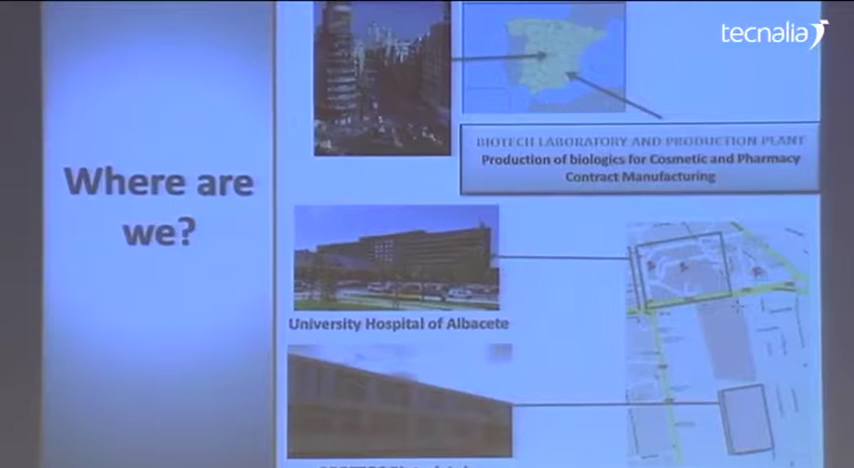 tecnalia
Where are
we?
BIOTECH LABORATORY AND PRODUCTION PLANT
Production of biologics for Cosmetic and Pharmacy
Contract Manufacturing
University Hospital of Albacete